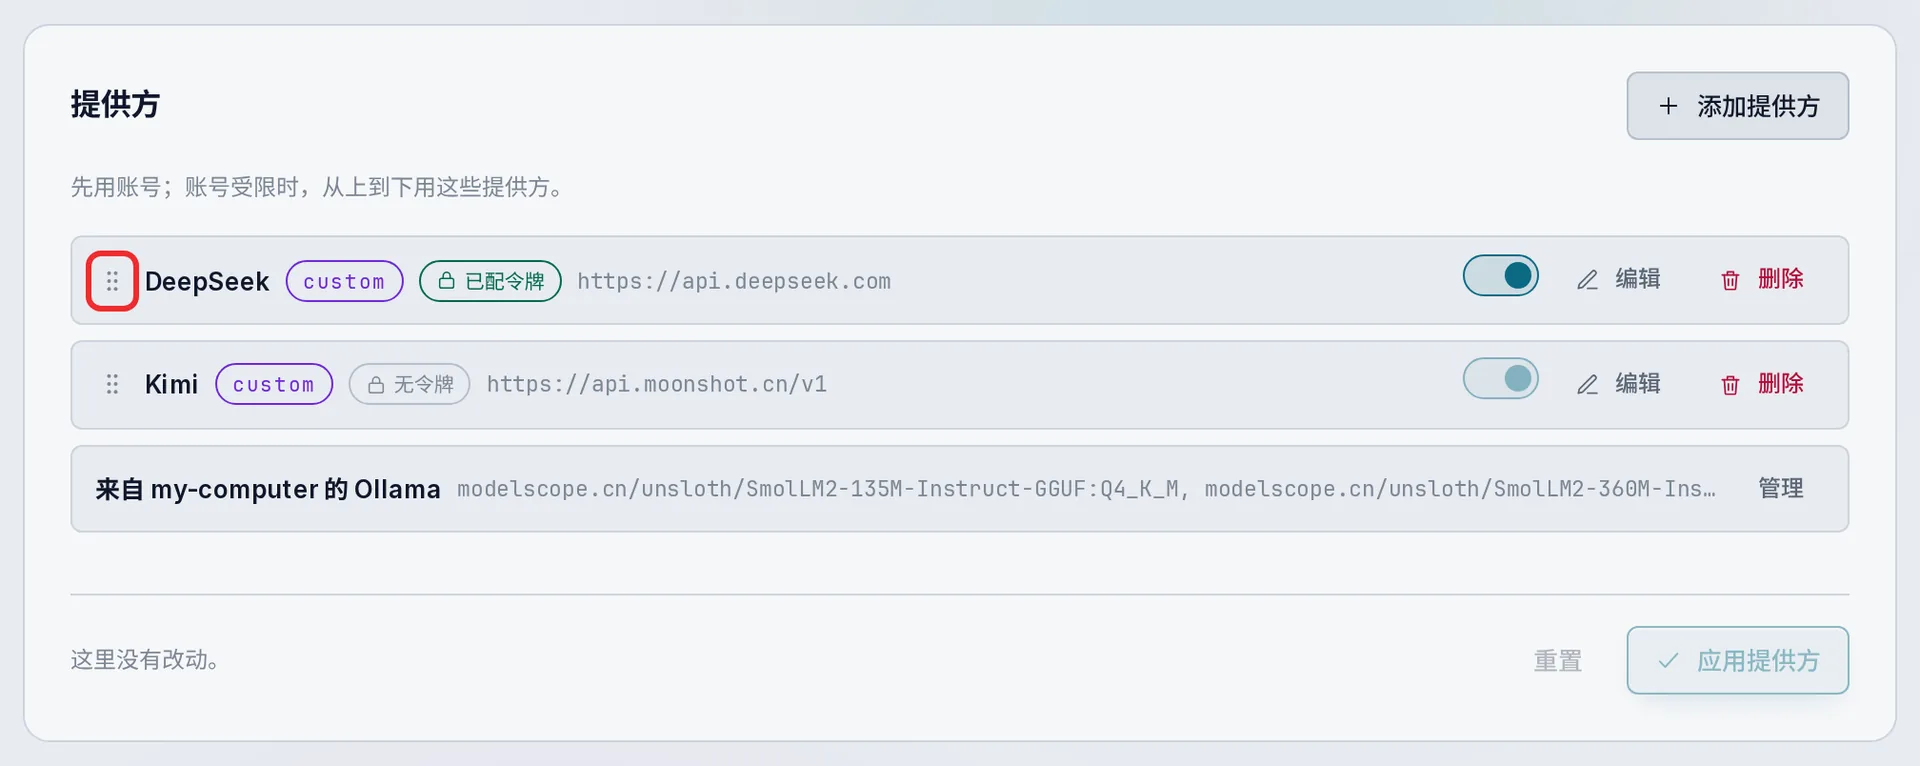 提供方
添加提供方
先用账号；账号受限时，从上到下用这些提供方。
DeepSeek custom 已配令牌 https://api.deepseek.com 编辑 删除
Kimi custom 无令牌 https://api.moonshot.cn/v1 编辑 删除
来自 my-computer 的 Ollama modelscope.cn/unsloth/SmolLM2-135M-Instruct-GGUF:Q4_K_M, modelscope.cn/unsloth/SmolLM2-360M-Ins… 管理
这里没有改动。
重置
应用提供方